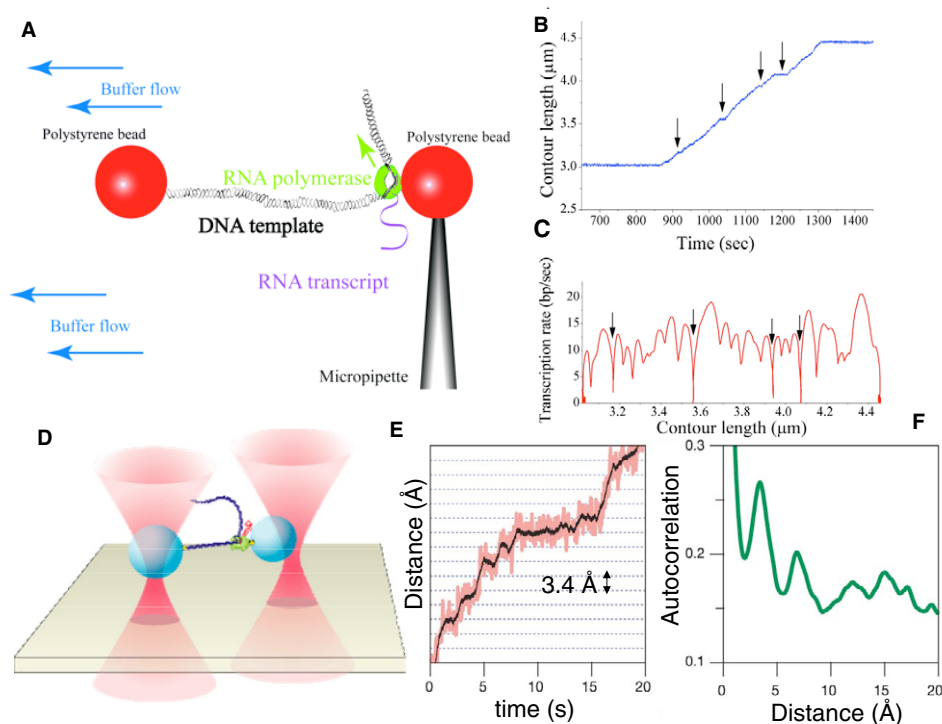 A
Buffer flow
Polystyrene bead
Polystyrene bead
RNA polymerase
DNA template
RNA transcript
Buffer flow
Micropipette
B
Contour length (μm)
4.5
4.0
3.5
3.0
2.5
700 800 900 1000 1100 1200 1300 1400
Time (sec)
C
Transcription rate (bp/sec)
20
15
10
5
0
3.2 3.4 3.6 3.8 4.0 4.2 4.4
Contour length (μm)
D
E
Distance (Å)
3.4 Å
0 5 10 15 20
time (s)
F
Autocorrelation
0.3
0.2
0.1
0 5 10 15 20
Distance (Å)